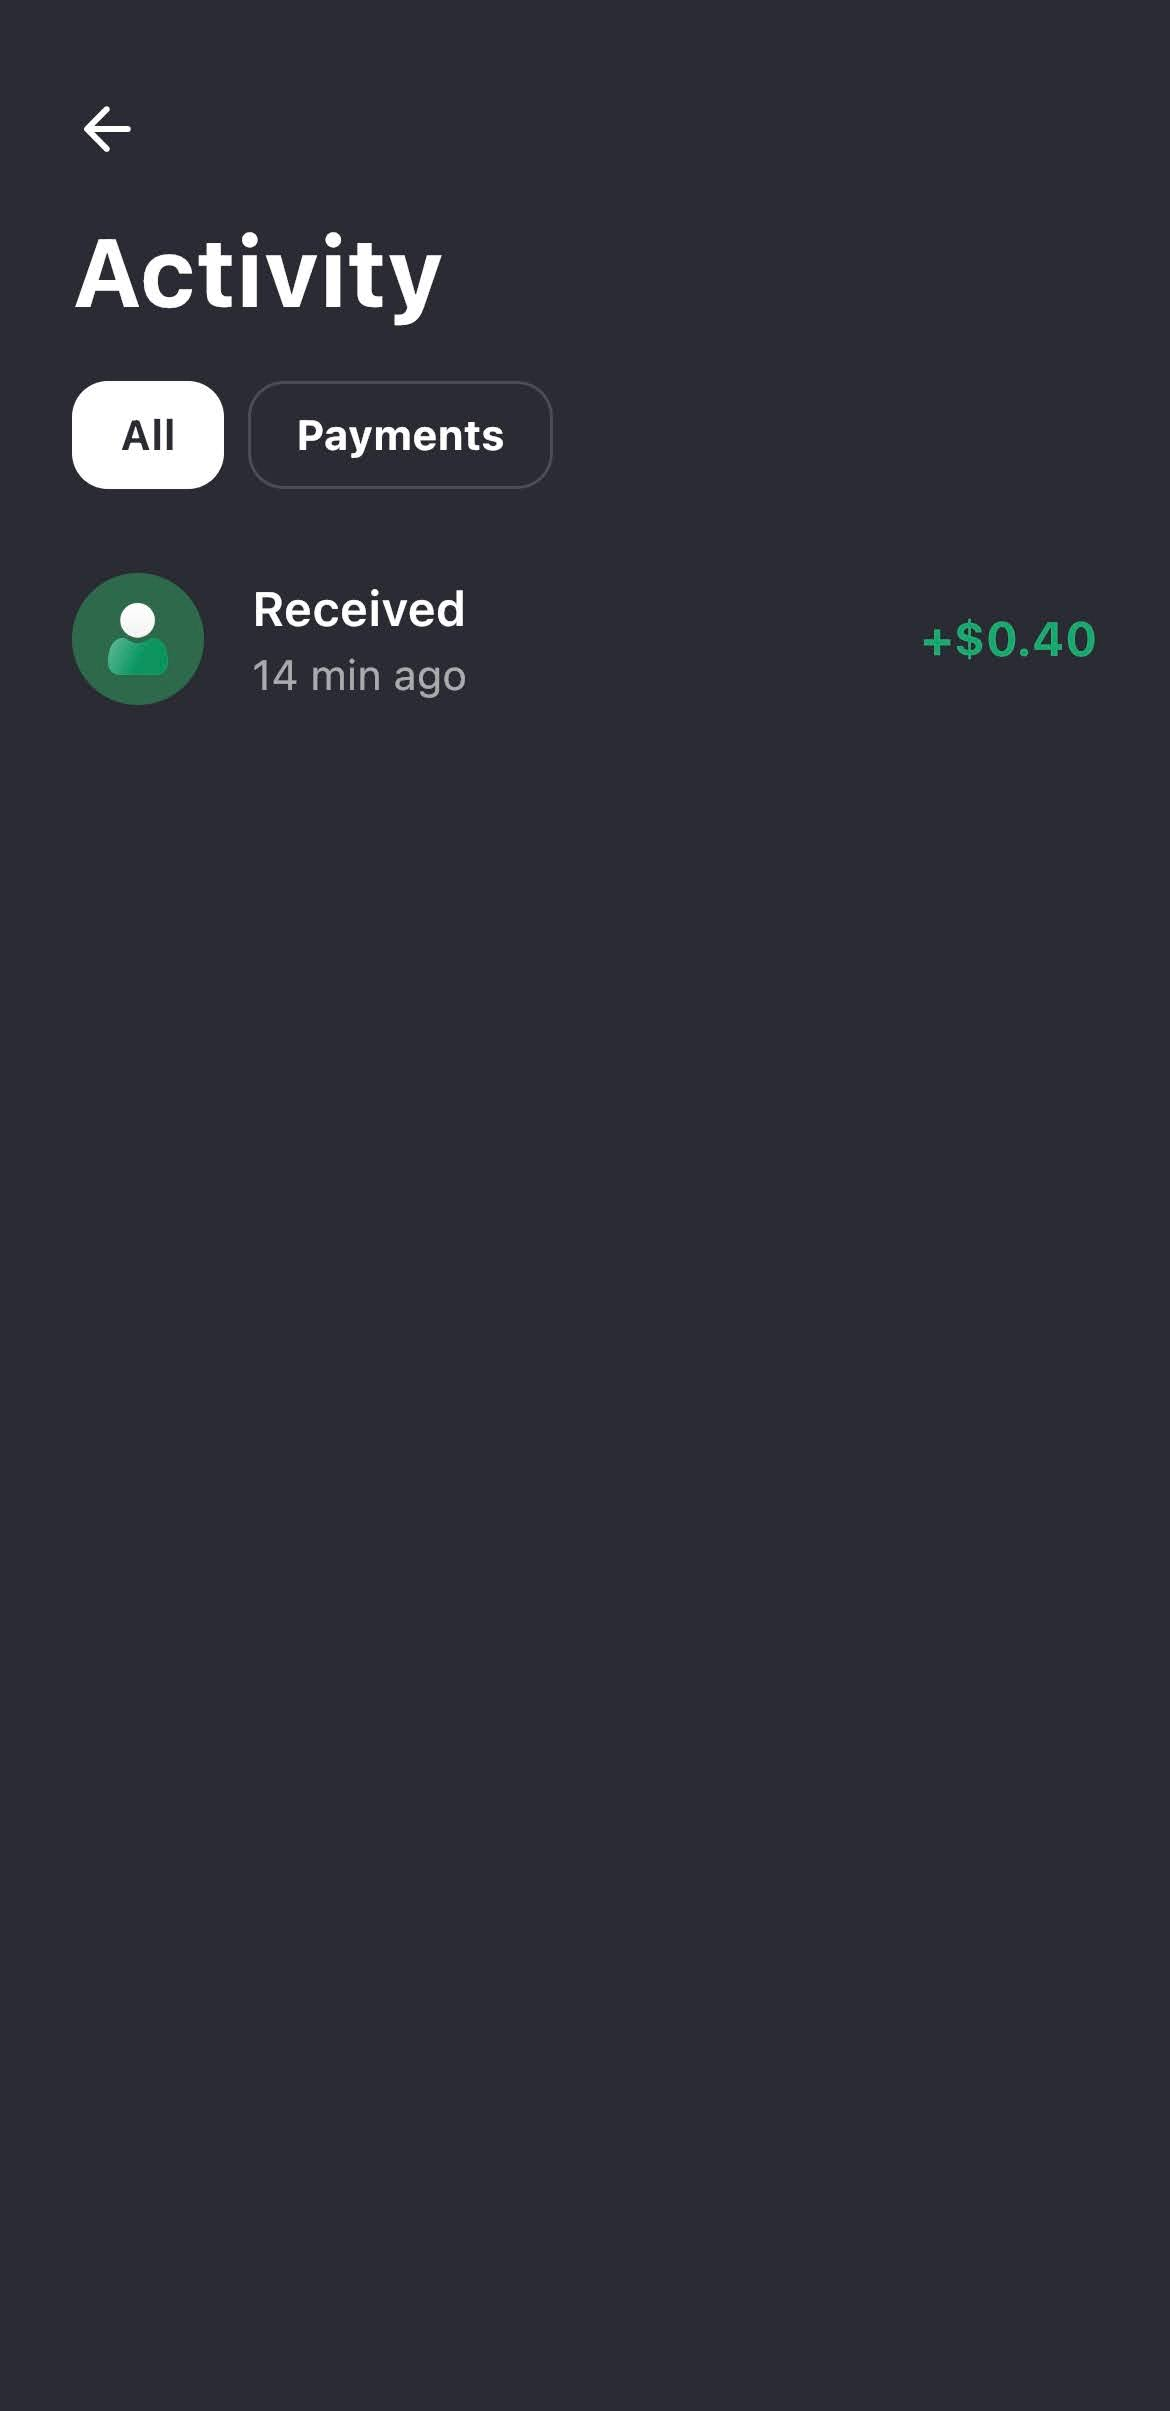 Activity
All
Payments
Received
+$0.40
14 min ago